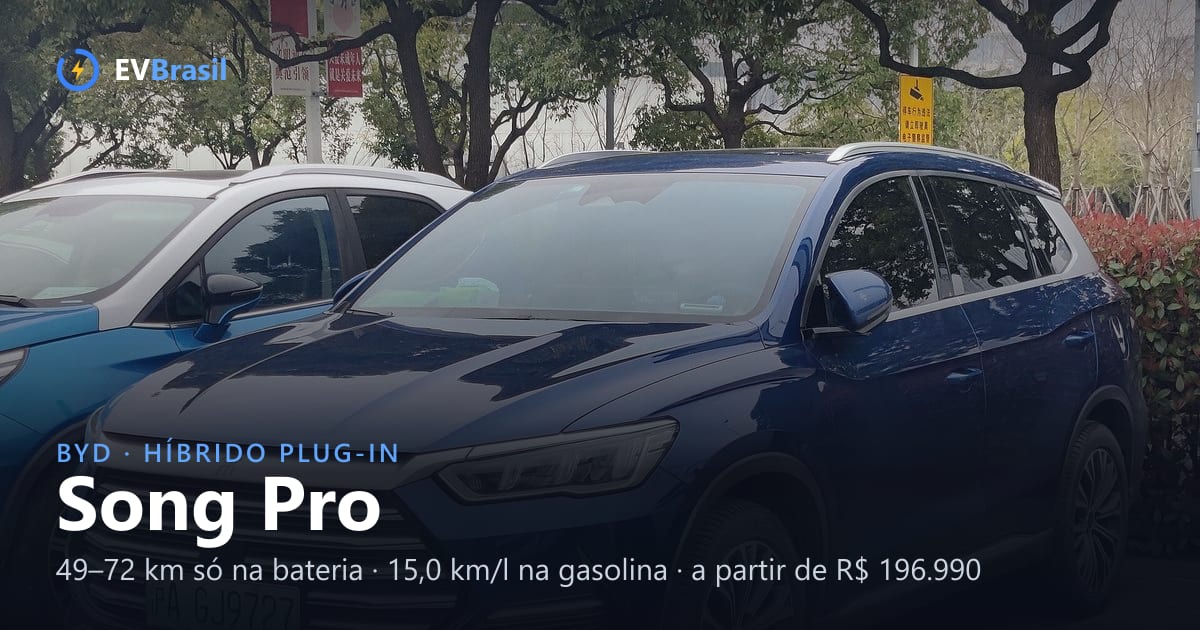 EVBrasil
BYD · HÍBRIDO PLUG-IN
Song Pro
49–72 km só na bateria · 15,0 km/l na gasolina · a partir de R$ 196.990